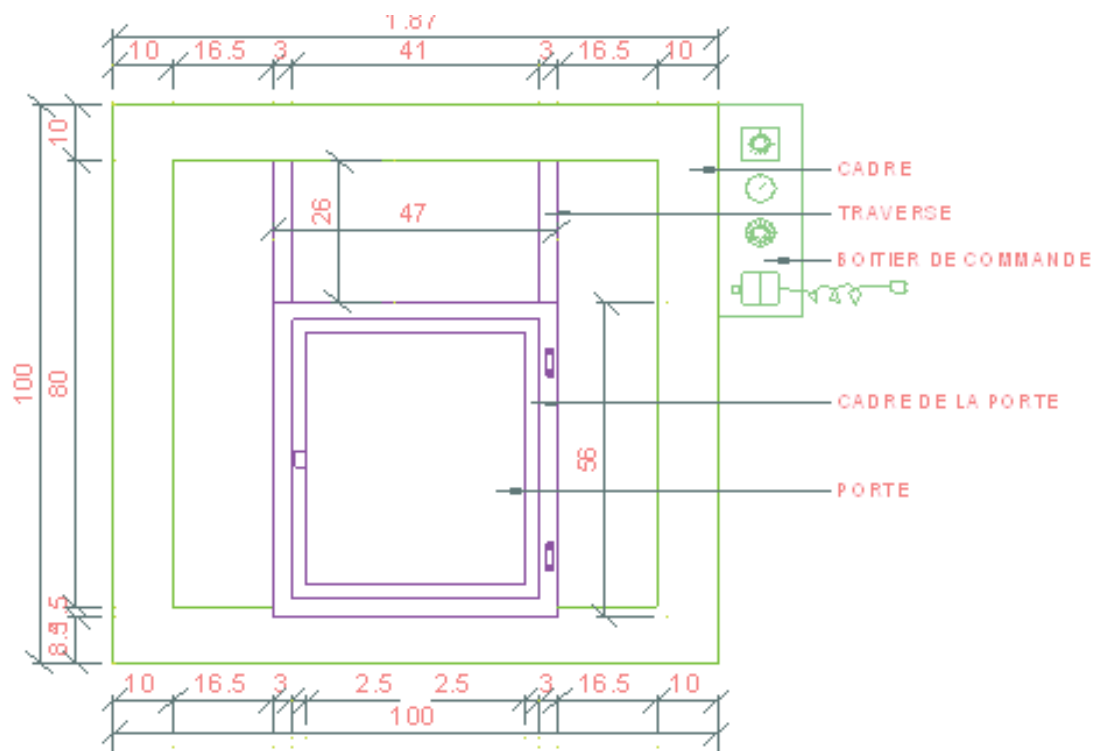 1.87
10 16.5 3 41 3 16.5 10
10
CADRE
26
47
TRAVERSE
BOITIER DE COMMANDE
100
80
CADRE DE LA PORTE
56
PORTE
10 16.5 3 2.5 2.5 3 16.5 10
100